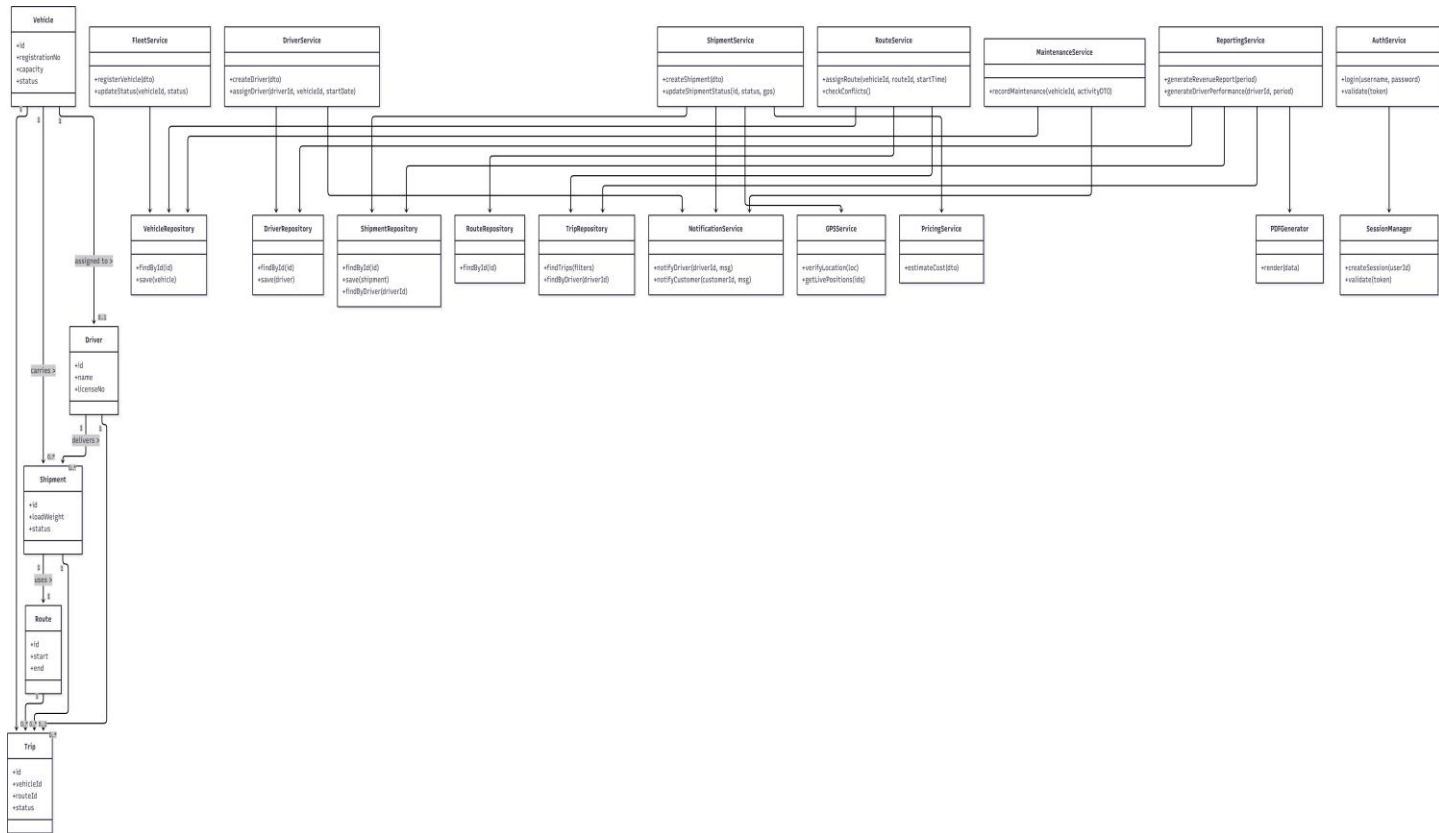 Vehicle
+id
+registrationNo
+capacity
+status
FleetService
+registerVehicle(dto)
+updateStatus(vehicleId, status)
DriverService
+createDriver(dto)
+assignDriver(driverId, vehicleId, startDate)
ShipmentService
+createShipment(dto)
+updateShipmentStatus(id, status, gps)
RouteService
+assignRoute(vehicleId, routeId, startTime)
+checkConflicts()
MaintenanceService
+recordMaintenance(vehicleId, activityDTO)
ReportingService
+generateRevenueReport(period)
+generateDriverPerformance(driverId, period)
AuthService
+login(username, password)
+validate(token)
VehicleRepository
+findById(id)
+save(vehicle)
DriverRepository
+findById(id)
+save(driver)
ShipmentRepository
+findById(id)
+save(shipment)
+findByDriver(driverId)
RouteRepository
+findById(id)
TripRepository
+findTrips(filters)
+findByDriver(driverId)
NotificationService
+notifyDriver(driverId, msg)
+notifyCustomer(customerId, msg)
GPSService
+verifyLocation(loc)
+getLivePositions(ids)
PricingService
+estimateCost(dto)
PDFGenerator
+render(data)
SessionManager
+createSession(userId)
+validate(token)
assigned to >
Driver
+id
+name
+licenseNo
carries >
delivers >
Shipment
+id
+loadWeight
+status
uses >
Route
+id
+start
+end
Trip
+id
+vehicleId
+routeId
+status